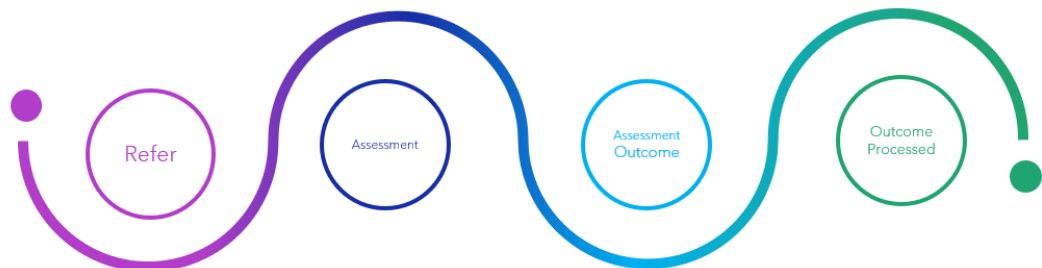 Refer
Assessment
Assessment
Outcome
Outcome
Processed